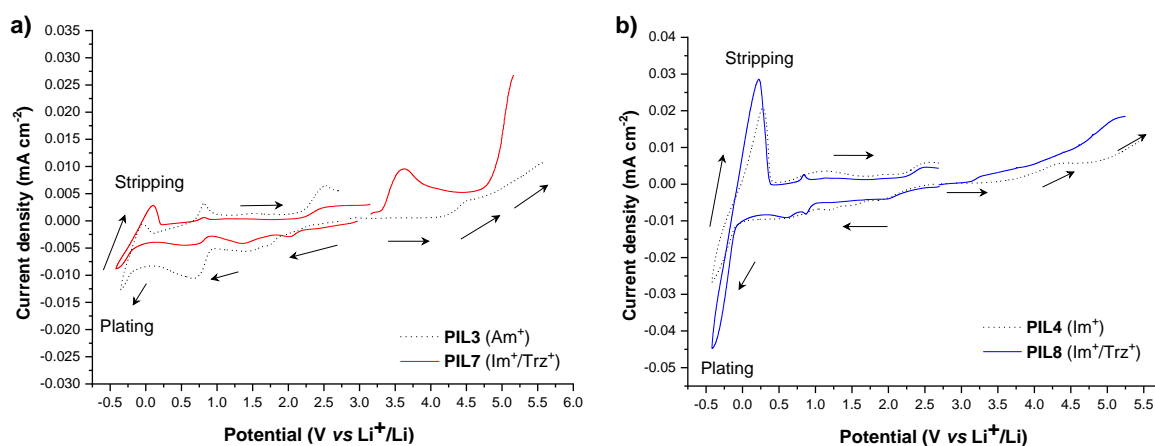 a)
Current density (mA cm⁻²)
0.035
0.030
0.025
0.020
0.015
0.010
0.005
0.000
-0.005
-0.010
-0.015
-0.020
-0.025
-0.030
Stripping
Plating
PIL3 (Am⁺)
PIL7 (Im⁺/Trz⁺)
-0.5 0.0 0.5 1.0 1.5 2.0 2.5 3.0 3.5 4.0 4.5 5.0 5.5 6.0
Potential (V vs Li⁺/Li)
b)
Current density (mA cm⁻²)
0.04
0.03
0.02
0.01
0.00
-0.01
-0.02
-0.03
-0.04
-0.05
Stripping
Plating
PIL4 (Im⁺)
PIL8 (Im⁺/Trz⁺)
-0.5 0.0 0.5 1.0 1.5 2.0 2.5 3.0 3.5 4.0 4.5 5.0 5.5
Potential (V vs Li⁺/Li)